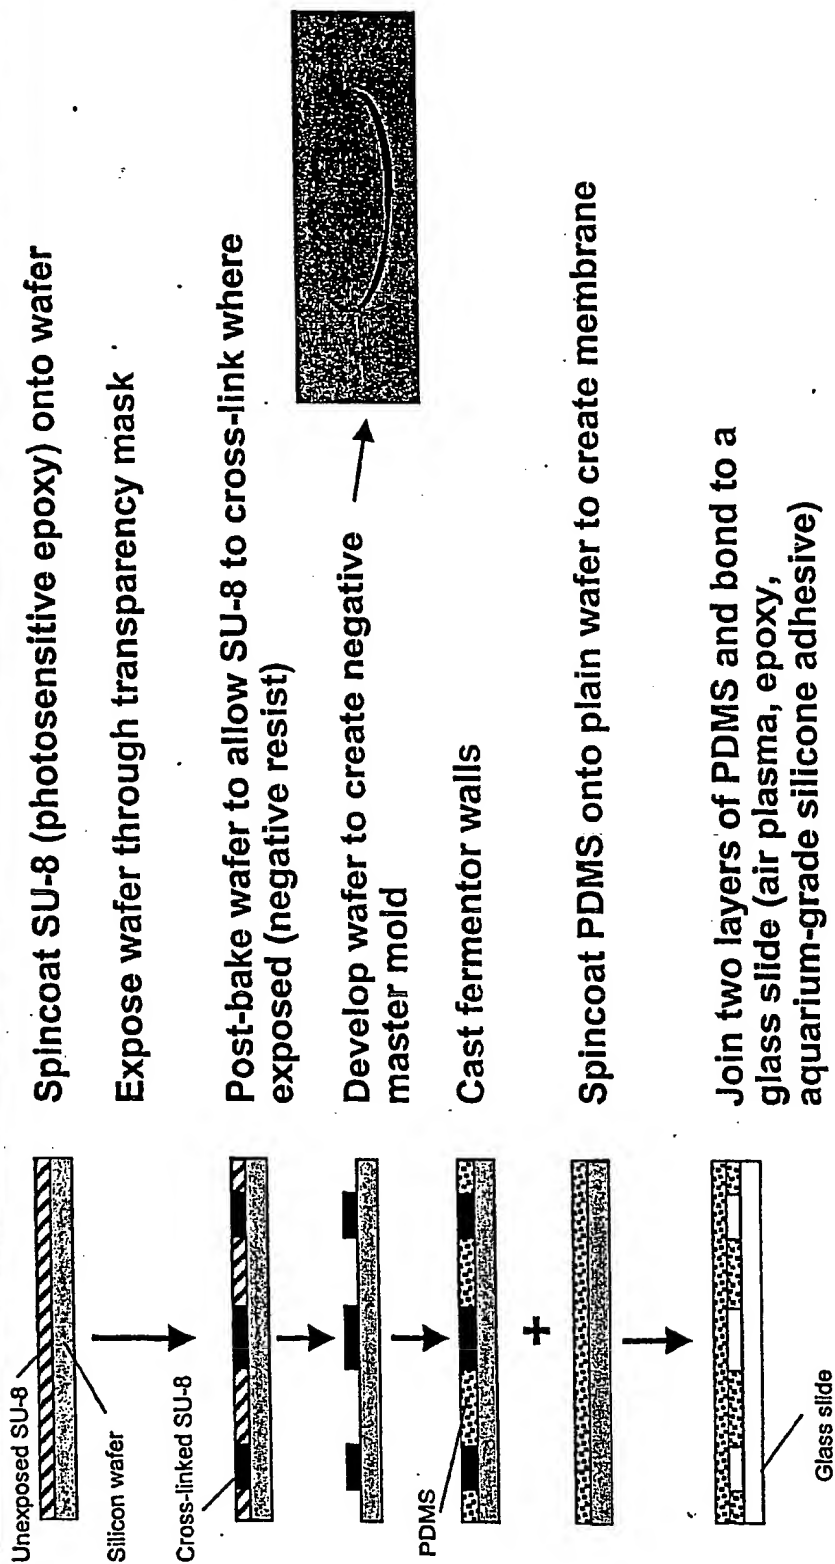 Unexposed SU-8
Silicon wafer
Spincoat SU-8 (photosensitive epoxy) onto wafer
Expose wafer through transparency mask
Cross-linked SU-8
Post-bake wafer to allow SU-8 to cross-link where
exposed (negative resist)
Develop wafer to create negative
master mold
PDMS
Cast fermentor walls
+
Spincoat PDMS onto plain wafer to create membrane
Join two layers of PDMS and bond to a
glass slide (air plasma, epoxy,
aquarium-grade silicone adhesive)
Glass slide